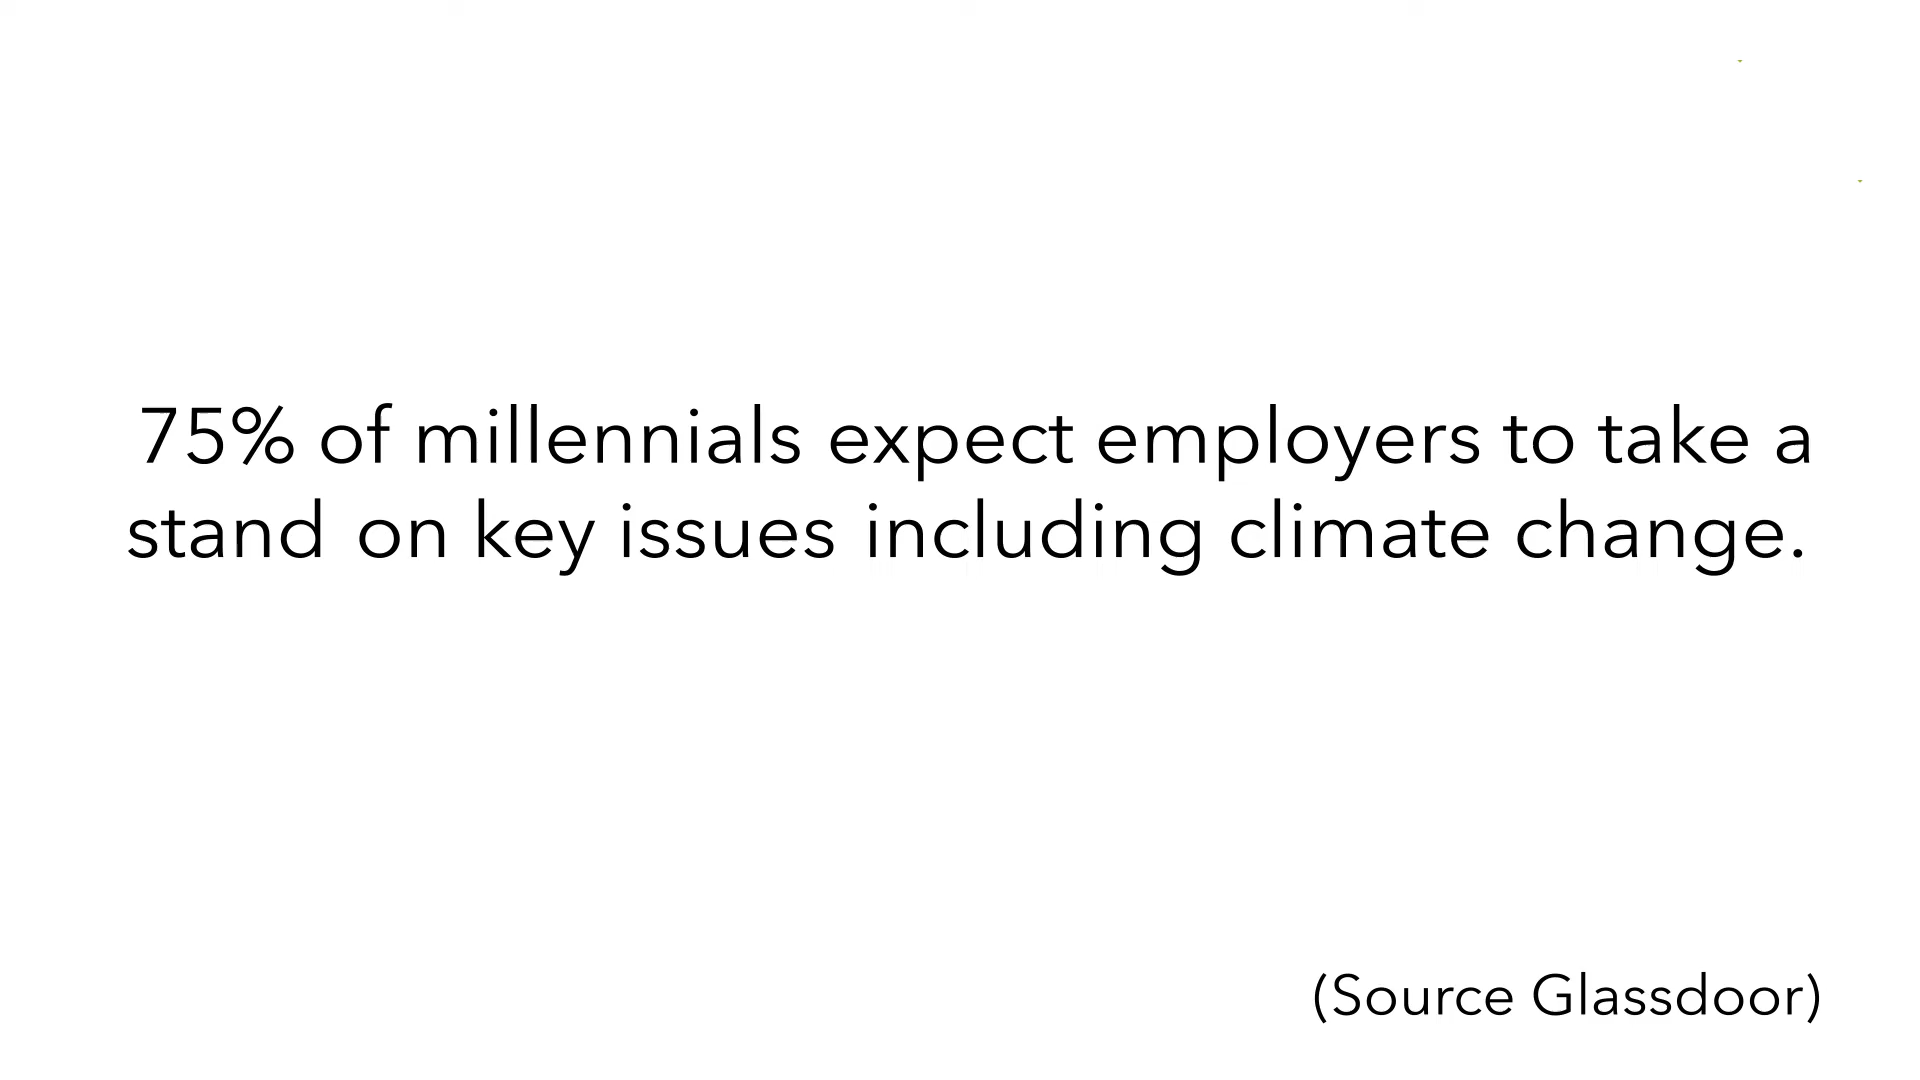 75% of millennials expect employers to take a
stand on key issues including climate change.
(Source Glassdoor)